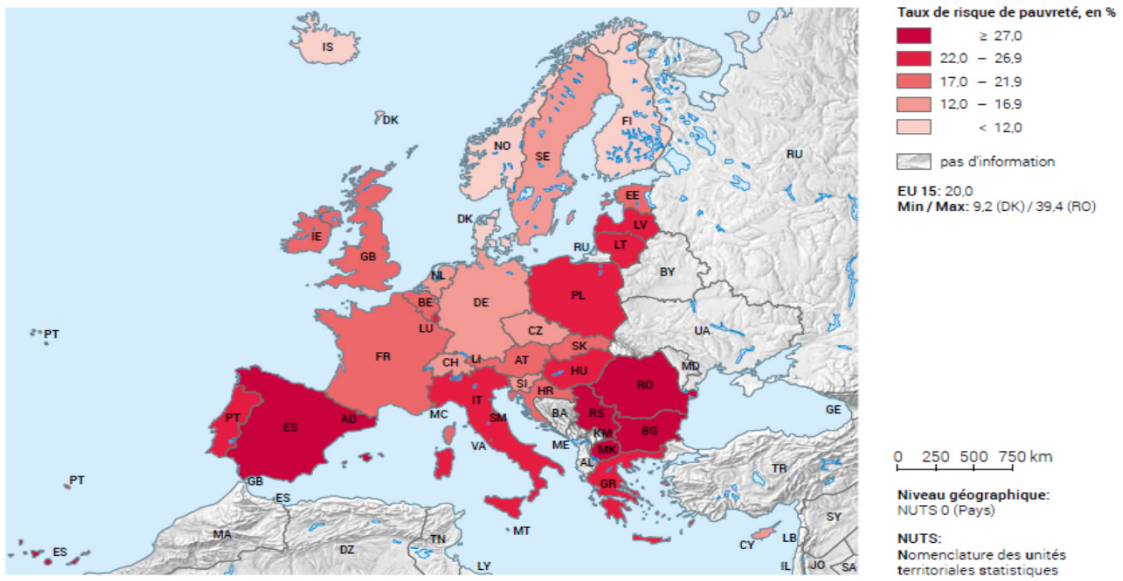 Taux de risque de pauvreté, en %
≥ 27,0
22,0 – 26,9
17,0 – 21,9
12,0 – 16,9
< 12,0
pas d'information
EU 15: 20,0
Min / Max: 9,2 (DK) / 39,4 (RO)
IS
DK
NO
SE
FI
RU
EE
LV
LT
RU
DK
IE
GB
NL
BE
LU
DE
PL
BY
CZ
UA
SK
FR
CH
LI
AT
HU
SI
HR
RO
MD
PT
PT
ES
AD
MC
IT
SM
VA
BA
RS
ME
KM
MK
BG
AL
GR
GE
TR
PT
GB
ES
ES
MA
DZ
TN
MT
LY
CY
LB
SY
IL
JO
SA
0 250 500 750 km
Niveau géographique:
NUTS 0 (Pays)
NUTS:
Nomenclature des unités
territoriales statistiques